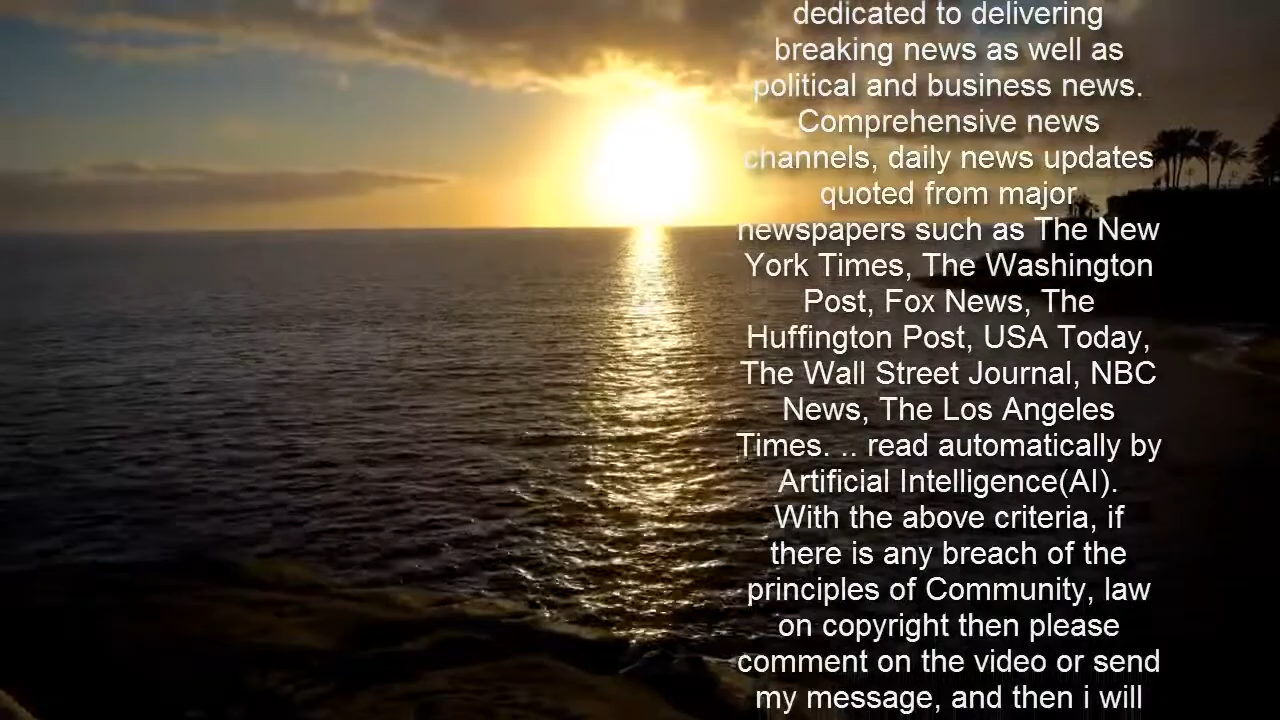 dedicated to delivering
breaking news as well as
political and business news.
Comprehensive news
channels, daily news updates
quoted from major
newspapers such as The New
York Times, The Washington
Post, Fox News, The
Huffington Post, USA Today,
The Wall Street Journal, NBC
News, The Los Angeles
Times. .. read automatically by
Artificial Intelligence(AI).
With the above criteria, if
there is any breach of the
principles of Community, law
on copyright then please
comment on the video or send
my message, and then i will